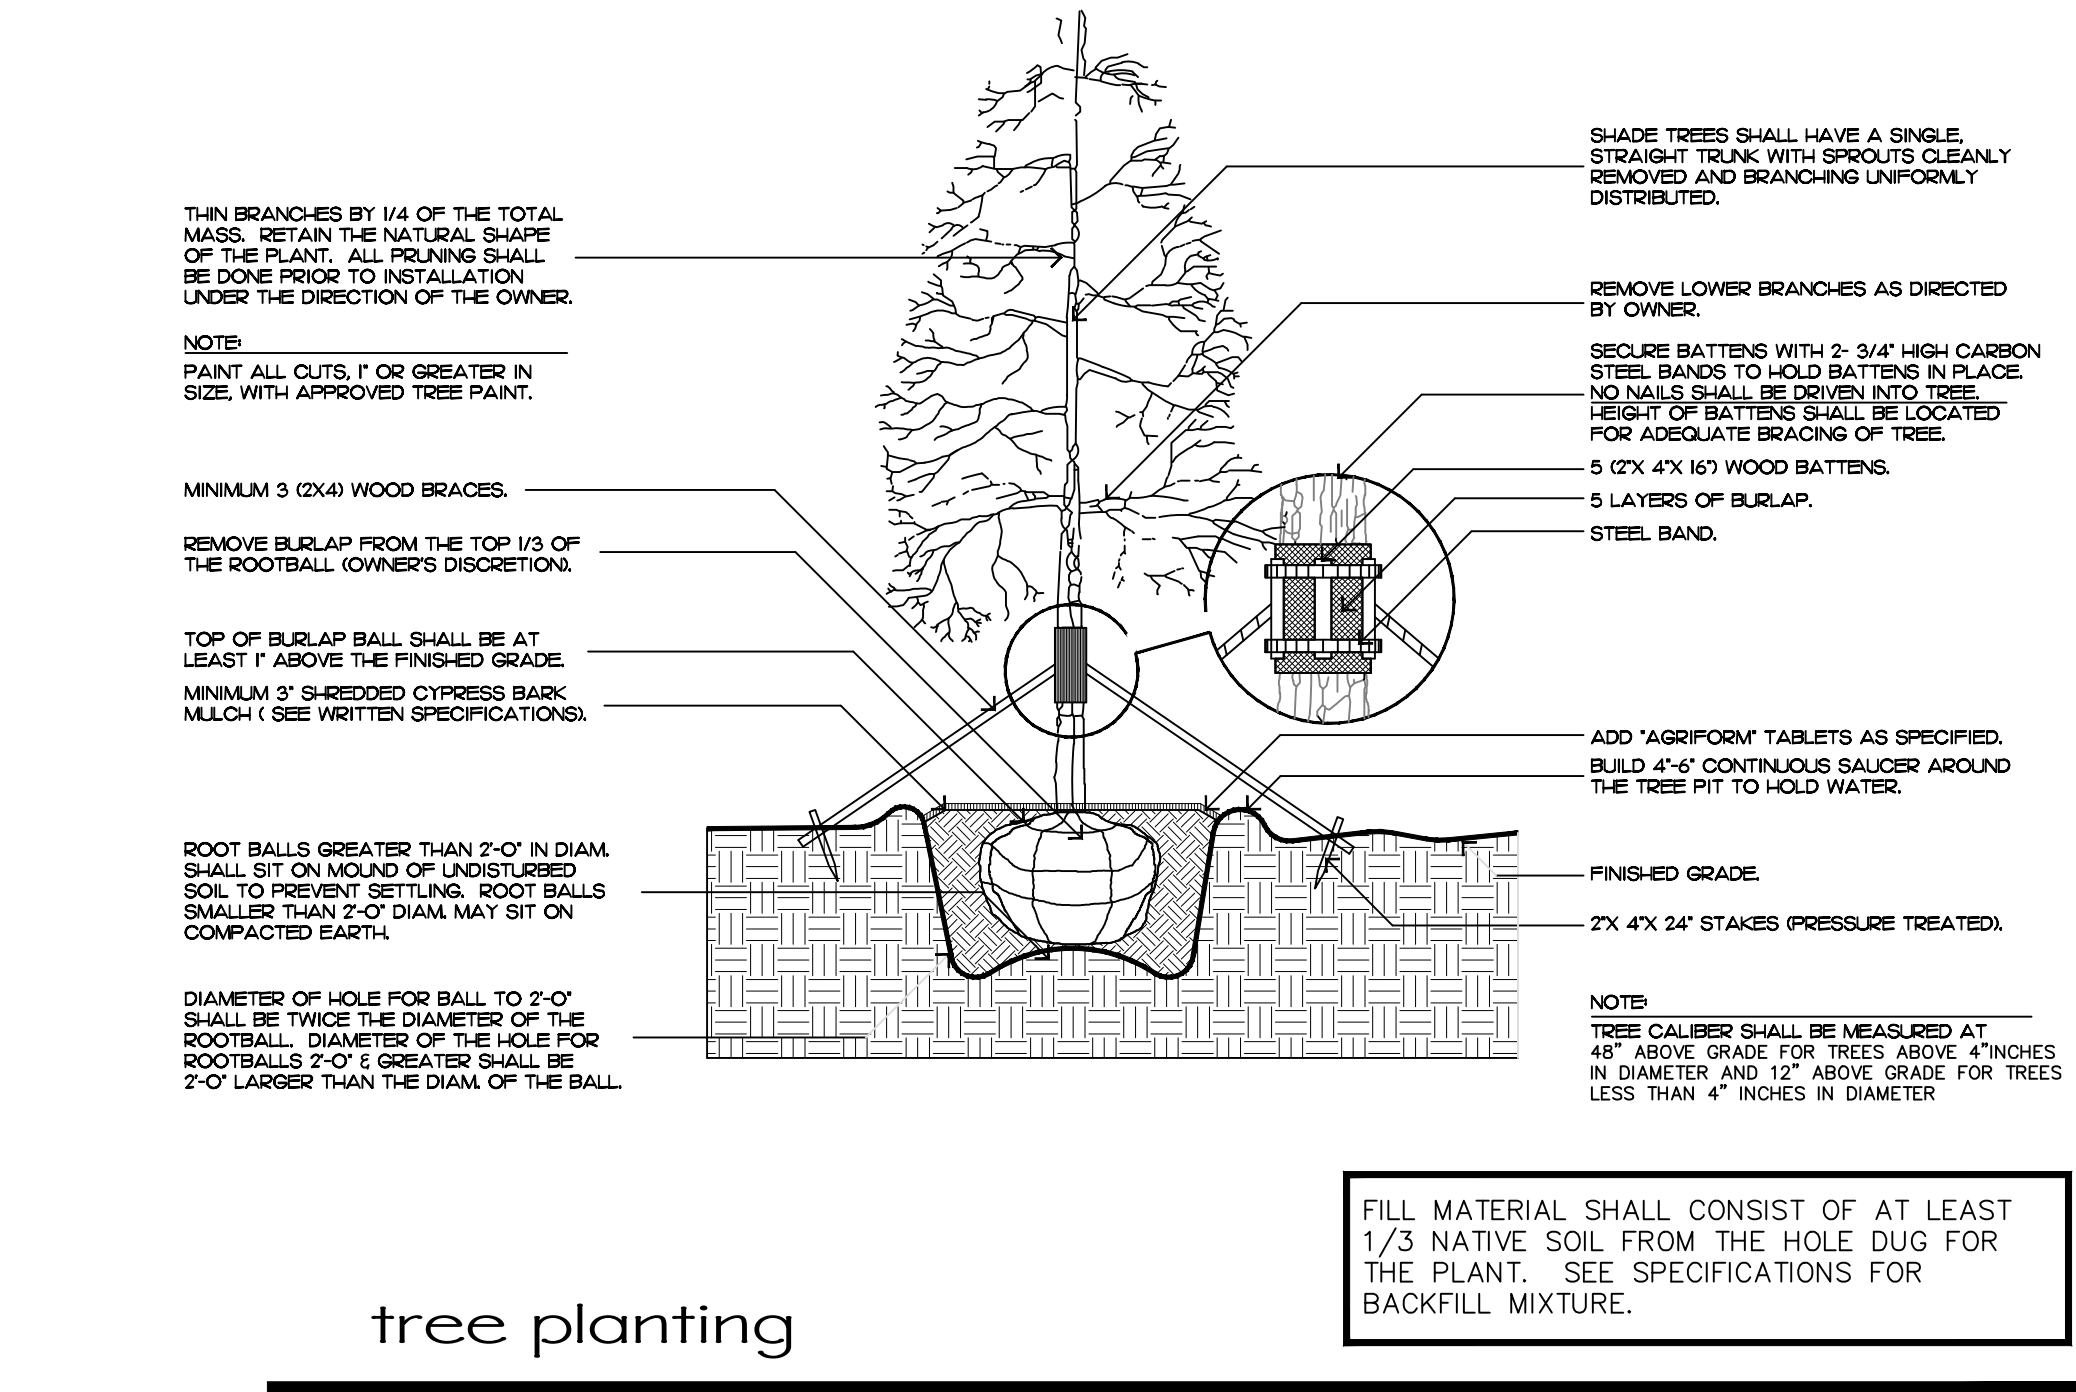 THIN BRANCHES BY 1/4 OF THE TOTAL
MASS. RETAIN THE NATURAL SHAPE
OF THE PLANT. ALL PRUNING SHALL
BE DONE PRIOR TO INSTALLATION
UNDER THE DIRECTION OF THE OWNER.
NOTE:
PAINT ALL CUTS, 1" OR GREATER IN
SIZE, WITH APPROVED TREE PAINT.
MINIMUM 3 (2X4) WOOD BRACES.
REMOVE BURLAP FROM THE TOP 1/3 OF
THE ROOTBALL (OWNER'S DISCRETION).
TOP OF BURLAP BALL SHALL BE AT
LEAST 1" ABOVE THE FINISHED GRADE.
MINIMUM 3" SHREDDED CYPRESS BARK
MULCH ( SEE WRITTEN SPECIFICATIONS).
ROOT BALLS GREATER THAN 2'-0" IN DIAM.
SHALL SIT ON MOUND OF UNDISTURBED
SOIL TO PREVENT SETTLING. ROOT BALLS
SMALLER THAN 2'-0" DIAM. MAY SIT ON
COMPACTED EARTH.
DIAMETER OF HOLE FOR BALL TO 2'-0"
SHALL BE TWICE THE DIAMETER OF THE
ROOTBALL. DIAMETER OF THE HOLE FOR
ROOTBALLS 2'-0" & GREATER SHALL BE
2'-0" LARGER THAN THE DIAM. OF THE BALL.
SHADE TREES SHALL HAVE A SINGLE,
STRAIGHT TRUNK WITH SPROUTS CLEANLY
REMOVED AND BRANCHING UNIFORMLY
DISTRIBUTED.
REMOVE LOWER BRANCHES AS DIRECTED
BY OWNER.
SECURE BATTENS WITH 2- 3/4" HIGH CARBON
STEEL BANDS TO HOLD BATTENS IN PLACE.
NO NAILS SHALL BE DRIVEN INTO TREE.
HEIGHT OF BATTENS SHALL BE LOCATED
FOR ADEQUATE BRACING OF TREE.
5 (2"X 4"X 16") WOOD BATTENS.
5 LAYERS OF BURLAP.
STEEL BAND.
ADD "AGRIFORM" TABLETS AS SPECIFIED.
BUILD 4"-6" CONTINUOUS SAUCER AROUND
THE TREE PIT TO HOLD WATER.
FINISHED GRADE.
2"X 4"X 24" STAKES (PRESSURE TREATED).
NOTE:
TREE CALIBER SHALL BE MEASURED AT
48" ABOVE GRADE FOR TREES ABOVE 4"INCHES
IN DIAMETER AND 12" ABOVE GRADE FOR TREES
LESS THAN 4" INCHES IN DIAMETER
FILL MATERIAL SHALL CONSIST OF AT LEAST
1/3 NATIVE SOIL FROM THE HOLE DUG FOR
THE PLANT. SEE SPECIFICATIONS FOR
BACKFILL MIXTURE.
tree planting